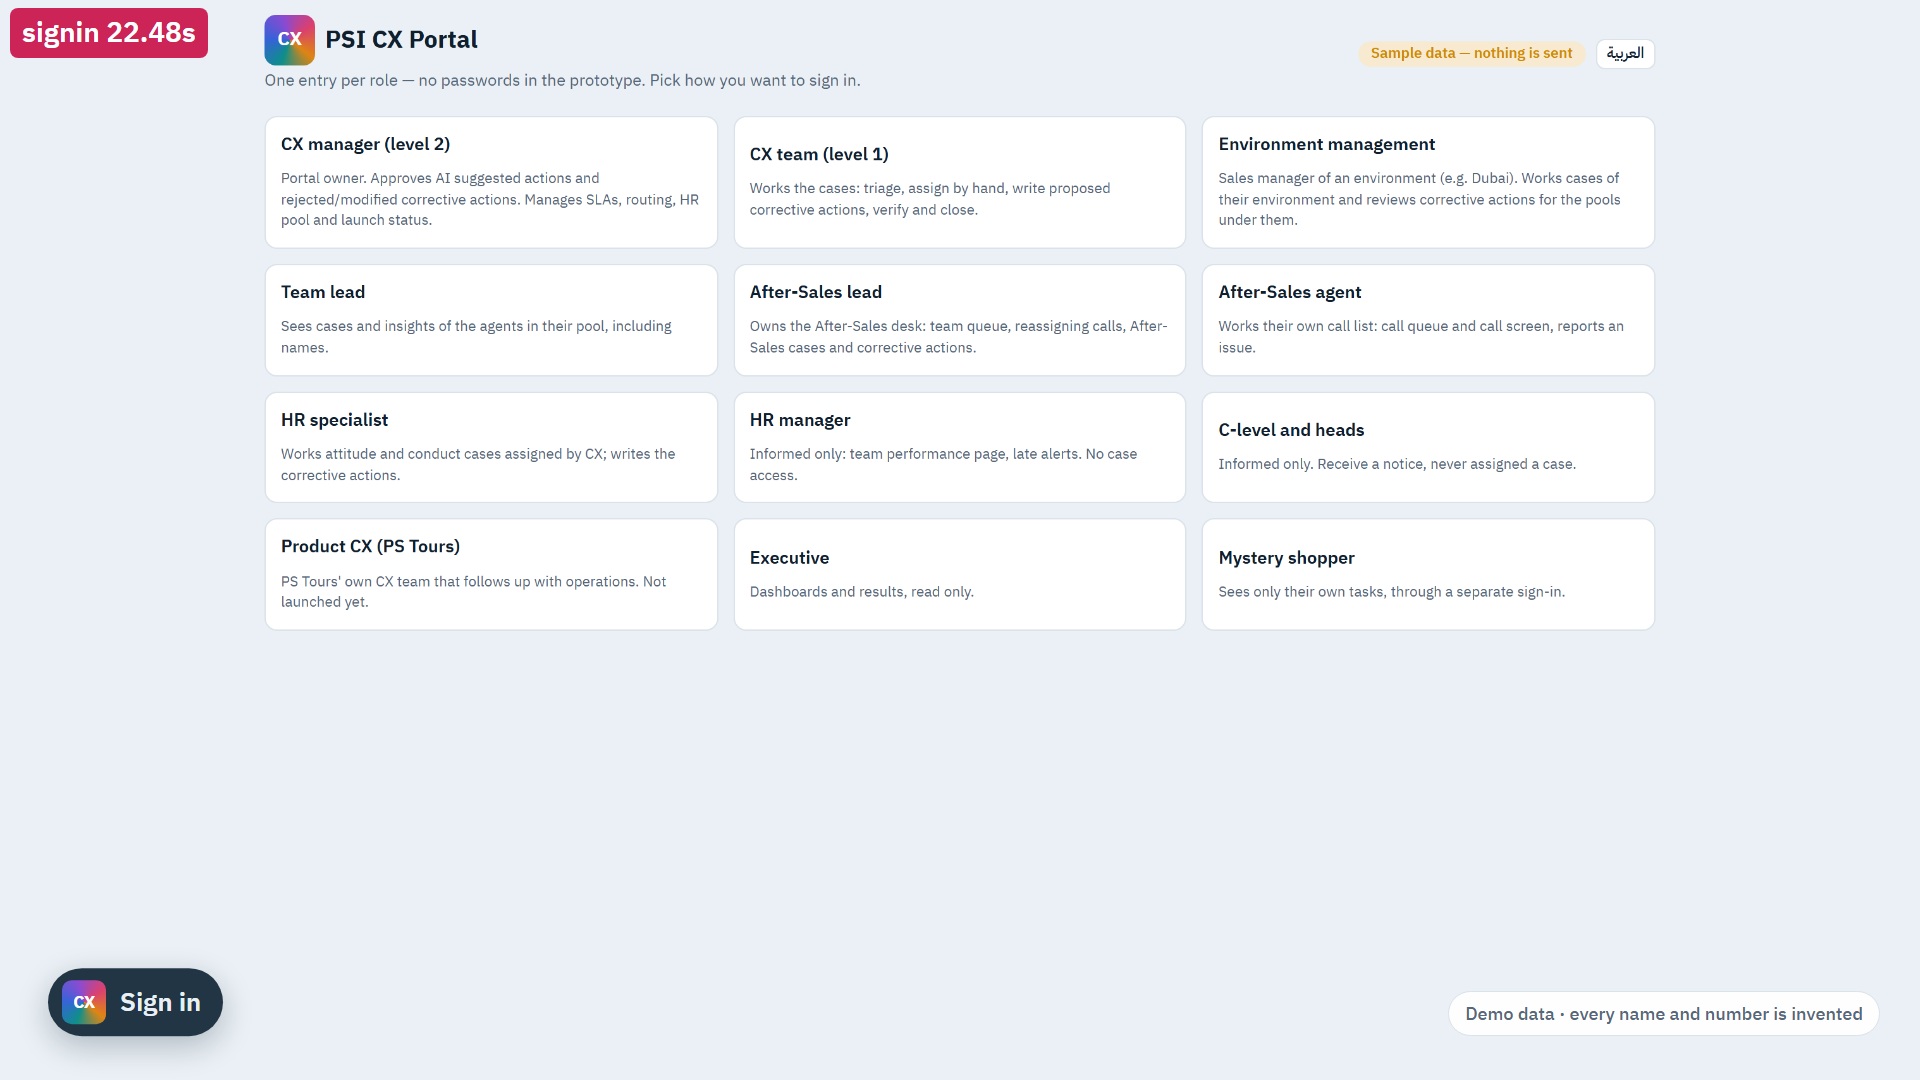 signin 22.48s
CX
PSI CX Portal
Sample data — nothing is sent
العربية
One entry per role — no passwords in the prototype. Pick how you want to sign in.
CX manager (level 2)
Portal owner. Approves AI suggested actions and
rejected/modified corrective actions. Manages SLAs, routing, HR
pool and launch status.
CX team (level 1)
Works the cases: triage, assign by hand, write proposed
corrective actions, verify and close.
Environment management
Sales manager of an environment (e.g. Dubai). Works cases of
their environment and reviews corrective actions for the pools
under them.
Team lead
Sees cases and insights of the agents in their pool, including
names.
After-Sales lead
Owns the After-Sales desk: team queue, reassigning calls, After-
Sales cases and corrective actions.
After-Sales agent
Works their own call list: call queue and call screen, reports an
issue.
HR specialist
Works attitude and conduct cases assigned by CX; writes the
corrective actions.
HR manager
Informed only: team performance page, late alerts. No case
access.
C-level and heads
Informed only. Receive a notice, never assigned a case.
Product CX (PS Tours)
PS Tours' own CX team that follows up with operations. Not
launched yet.
Executive
Dashboards and results, read only.
Mystery shopper
Sees only their own tasks, through a separate sign-in.
CX
Sign in
Demo data · every name and number is invented